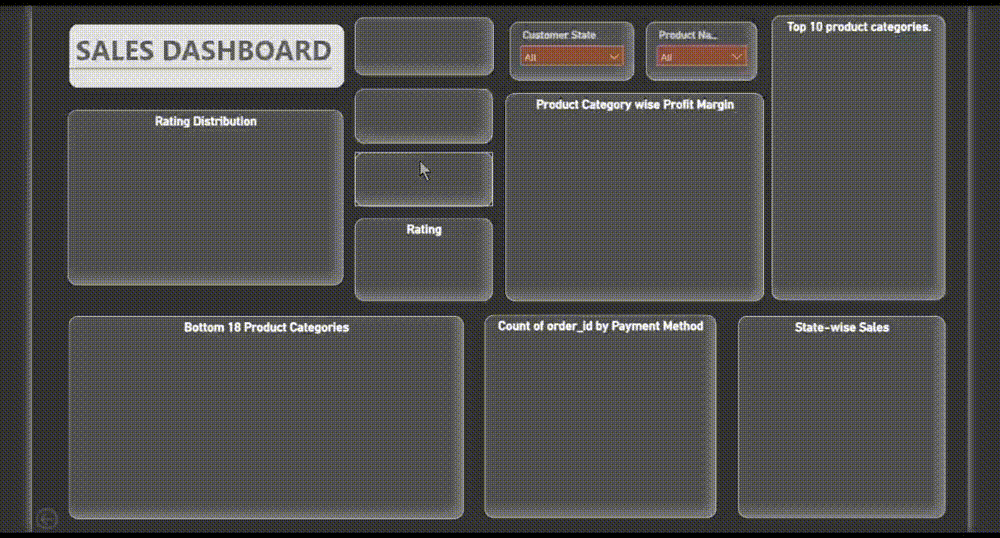 SALES DASHBOARD
Customer State
All
Product Na...
All
Top 10 product categories.
Rating Distribution
Product Category wise Profit Margin
Rating
Bottom 18 Product Categories
Count of order_id by Payment Method
State-wise Sales